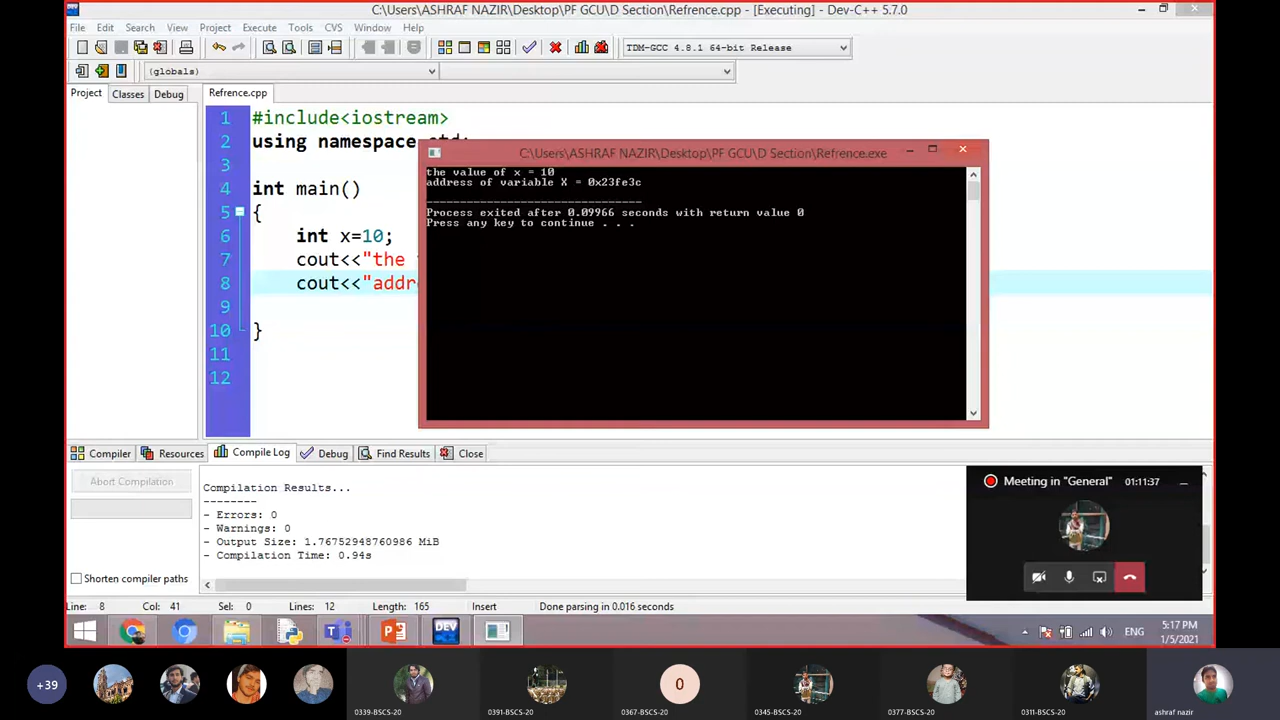 C:\Users\ASHRAF NAZIR\Desktop\PF GCU\D Section\Refrence.cpp - [Executing] - Dev-C++ 5.7.0
File Edit Search View Project Execute Tools CVS Window Help
TDM-GCC 4.8.1 64-bit Release
(globals)
Project Classes Debug Refrence.cpp
1 #include<iostream>
2 using namespace std;
3
4 int main()
5 {
6 int x=10;
7 cout<<"the
8 cout<<"addr
9
10 }
11
12
C:\Users\ASHRAF NAZIR\Desktop\PF GCU\D Section\Refrence.exe
the value of x = 10
address of variable X = 0x23fe3c
--------------------------------
Process exited after 0.09966 seconds with return value 0
Press any key to continue . . .
Compiler Resources Compile Log Debug Find Results Close
Abort Compilation
Shorten compiler paths
Compilation Results...
--------
- Errors: 0
- Warnings: 0
- Output Size: 1.76752948760986 MiB
- Compilation Time: 0.94s
Meeting in "General" 01:11:37
Line: 8 Col: 41 Sel: 0 Lines: 12 Length: 165 Insert Done parsing in 0.016 seconds
DEV
ENG
5:17 PM
1/5/2021
+39
0
0339-BSCS-20 0391-BSCS-20 0367-BSCS-20 0345-BSCS-20 0377-BSCS-20 0311-BSCS-20 ashraf nazir